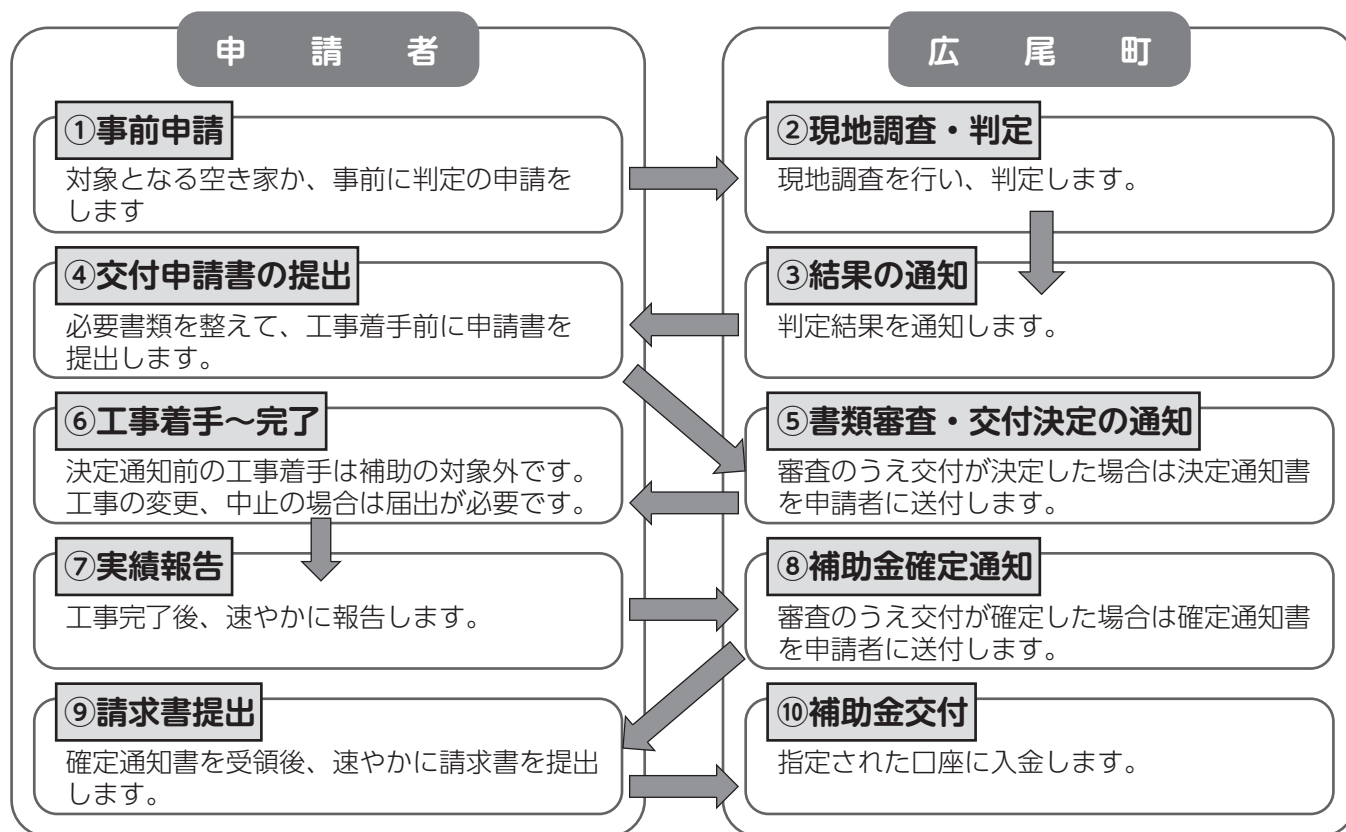 申請者
①事前申請
対象となる空き家か、事前に判定の申請を
します
④交付申請書の提出
必要書類を整えて、工事着手前に申請書を
提出します。
⑥工事着手～完了
決定通知前の工事着手は補助の対象外です。
工事の変更、中止の場合は届出が必要です。
⑦実績報告
工事完了後、速やかに報告します。
⑨請求書提出
確定通知書を受領後、速やかに請求書を提出
します。
広尾町
②現地調査・判定
現地調査を行い、判定します。
③結果の通知
判定結果を通知します。
⑤書類審査・交付決定の通知
審査のうえ交付が決定した場合は決定通知書
を申請者に送付します。
⑧補助金確定通知
審査のうえ交付が確定した場合は確定通知書
を申請者に送付します。
⑩補助金交付
指定された口座に入金します。